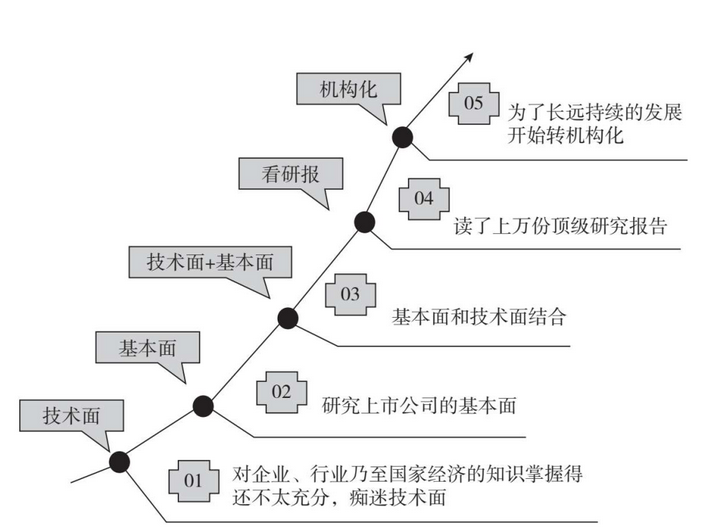 机构化
05
为了长远持续的发展
开始转机构化
看研报
04
读了上万份顶级研究报告
技术面+基本面
03
基本面和技术面结合
基本面
02
研究上市公司的基本面
技术面
01
对企业、行业乃至国家经济的知识掌握得
还不太充分，痴迷技术面